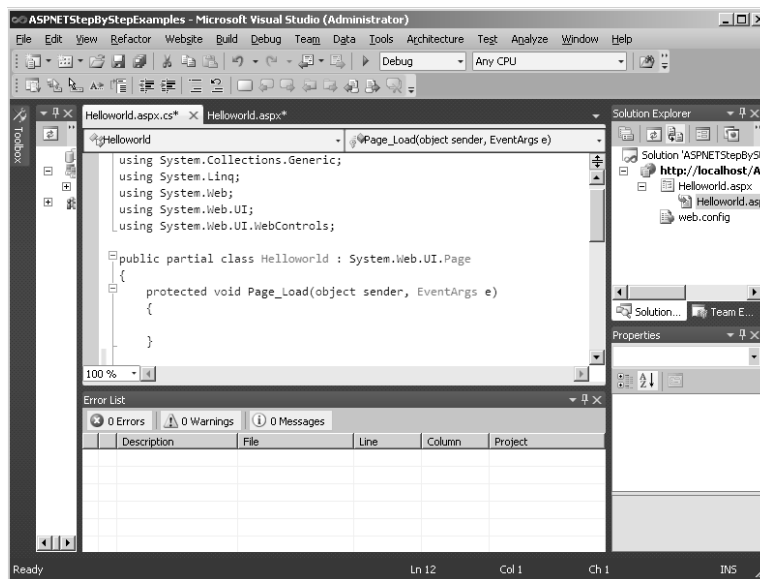 ASPNETStepByStepExamples - Microsoft Visual Studio (Administrator)
File Edit View Refactor Website Build Debug Team Data Tools Architecture Test Analyze Window Help
Debug Any CPU
Toolbox
Helloworld.aspx.cs* Helloworld.aspx*
Helloworld Page_Load(object sender, EventArgs e)
using System.Collections.Generic;
using System.Linq;
using System.Web;
using System.Web.UI;
using System.Web.UI.WebControls;
public partial class Helloworld : System.Web.UI.Page
{
protected void Page_Load(object sender, EventArgs e)
{
}
100 %
Solution Explorer
Solution 'ASPNETStepBySt
http://localhost/A
Helloworld.aspx
Helloworld.asp
web.config
Solution... Team E...
Properties
Error List
0 Errors 0 Warnings 0 Messages
Description File Line Column Project
Ready Ln 12 Col 1 Ch 1 INS